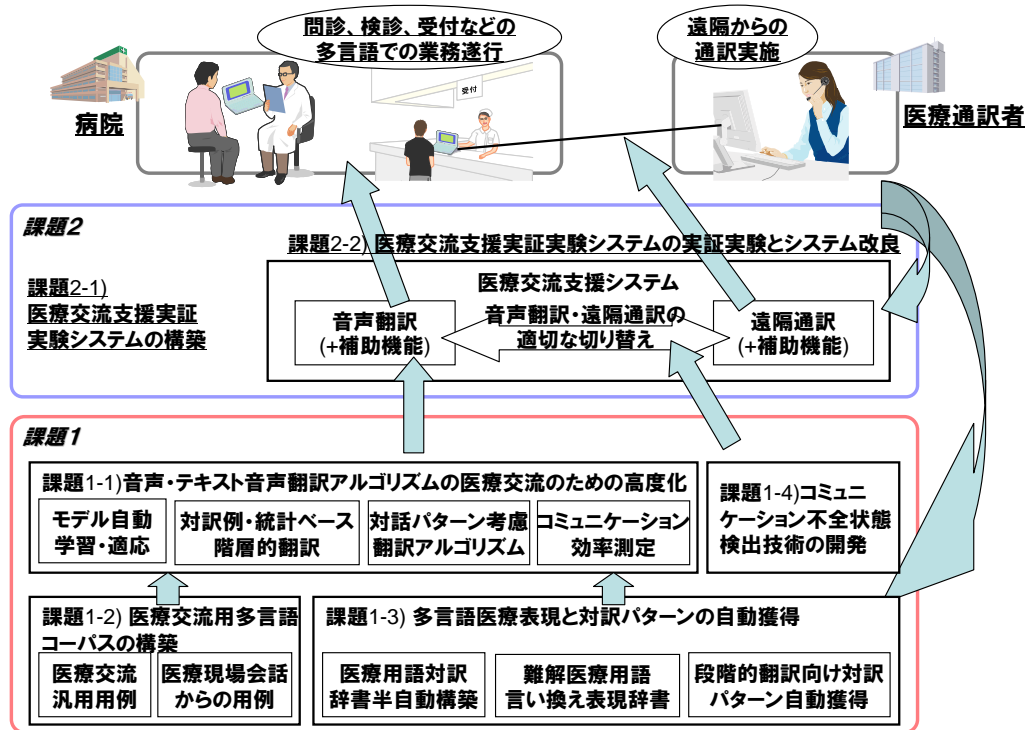 問診、検診、受付などの
多言語での業務遂行
遠隔からの
通訳実施
受付
病院
医療通訳者
課題2
課題2-2) 医療交流支援実証実験システムの実証実験とシステム改良
課題2-1)
医療交流支援実証
実験システムの構築
医療交流支援システム
音声翻訳
(+補助機能)
音声翻訳・遠隔通訳の
適切な切り替え
遠隔通訳
(+補助機能)
課題1
課題1-1)音声・テキスト音声翻訳アルゴリズムの医療交流のための高度化
モデル自動
学習・適応
対訳例・統計ベース
階層的翻訳
対話パターン考慮
翻訳アルゴリズム
コミュニケーション
効率測定
課題1-4)コミュニ
ケーション不全状態
検出技術の開発
課題1-2) 医療交流用多言語
コーパスの構築
医療交流
汎用用例
医療現場会話
からの用例
課題1-3) 多言語医療表現と対訳パターンの自動獲得
医療用語対訳
辞書半自動構築
難解医療用語
言い換え表現辞書
段階的翻訳向け対訳
パターン自動獲得